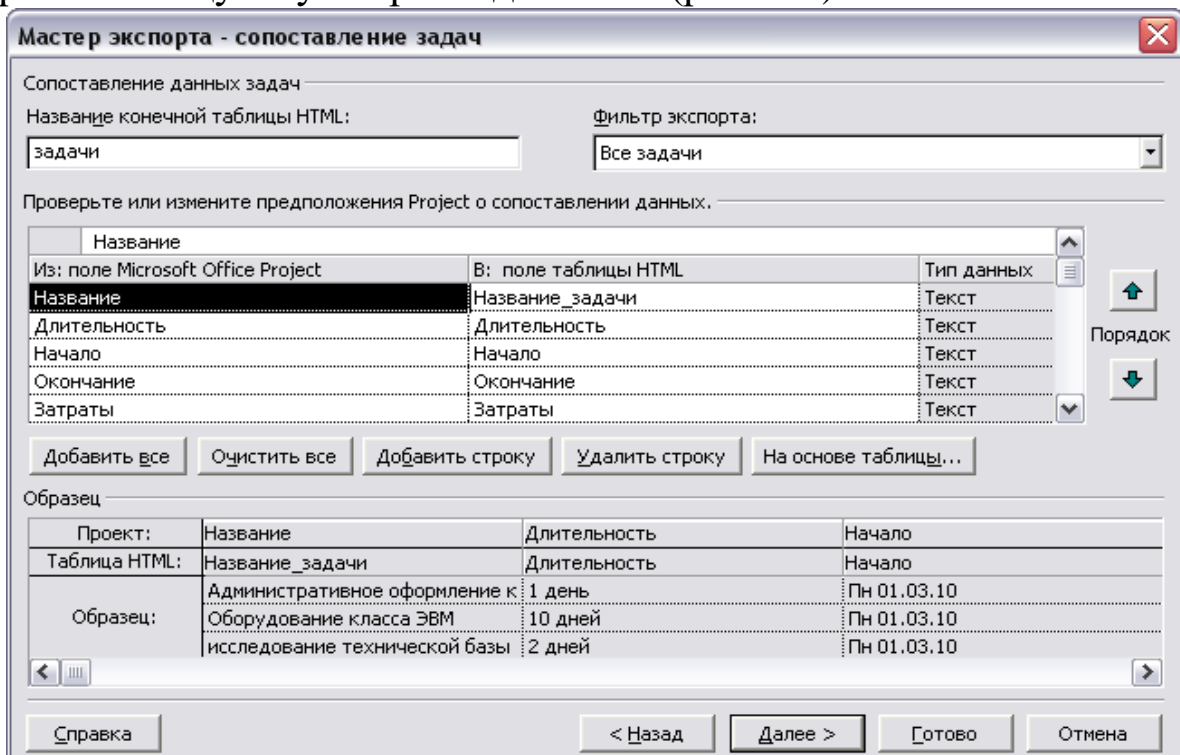 Мастер экспорта - сопоставление задач
Сопоставление данных задач
Название конечной таблицы HTML:
Фильтр экспорта:
задачи
Все задачи
Проверьте или измените предположения Project о сопоставлении данных.
Название
Из: поле Microsoft Office Project В: поле таблицы HTML Тип данных
Название Название_задачи Текст
Длительность Длительность Текст
Начало Начало Текст
Окончание Окончание Текст
Затраты Затраты Текст
Порядок
Добавить все Очистить все Добавить строку Удалить строку На основе таблицы...
Образец
Проект: Название Длительность Начало
Таблица HTML: Название_задачи Длительность Начало
Образец: Административное оформление к 1 день Пн 01.03.10
Оборудование класса ЭВМ 10 дней Пн 01.03.10
исследование технической базы 2 дней Пн 01.03.10
Справка < Назад Далее > Готово Отмена